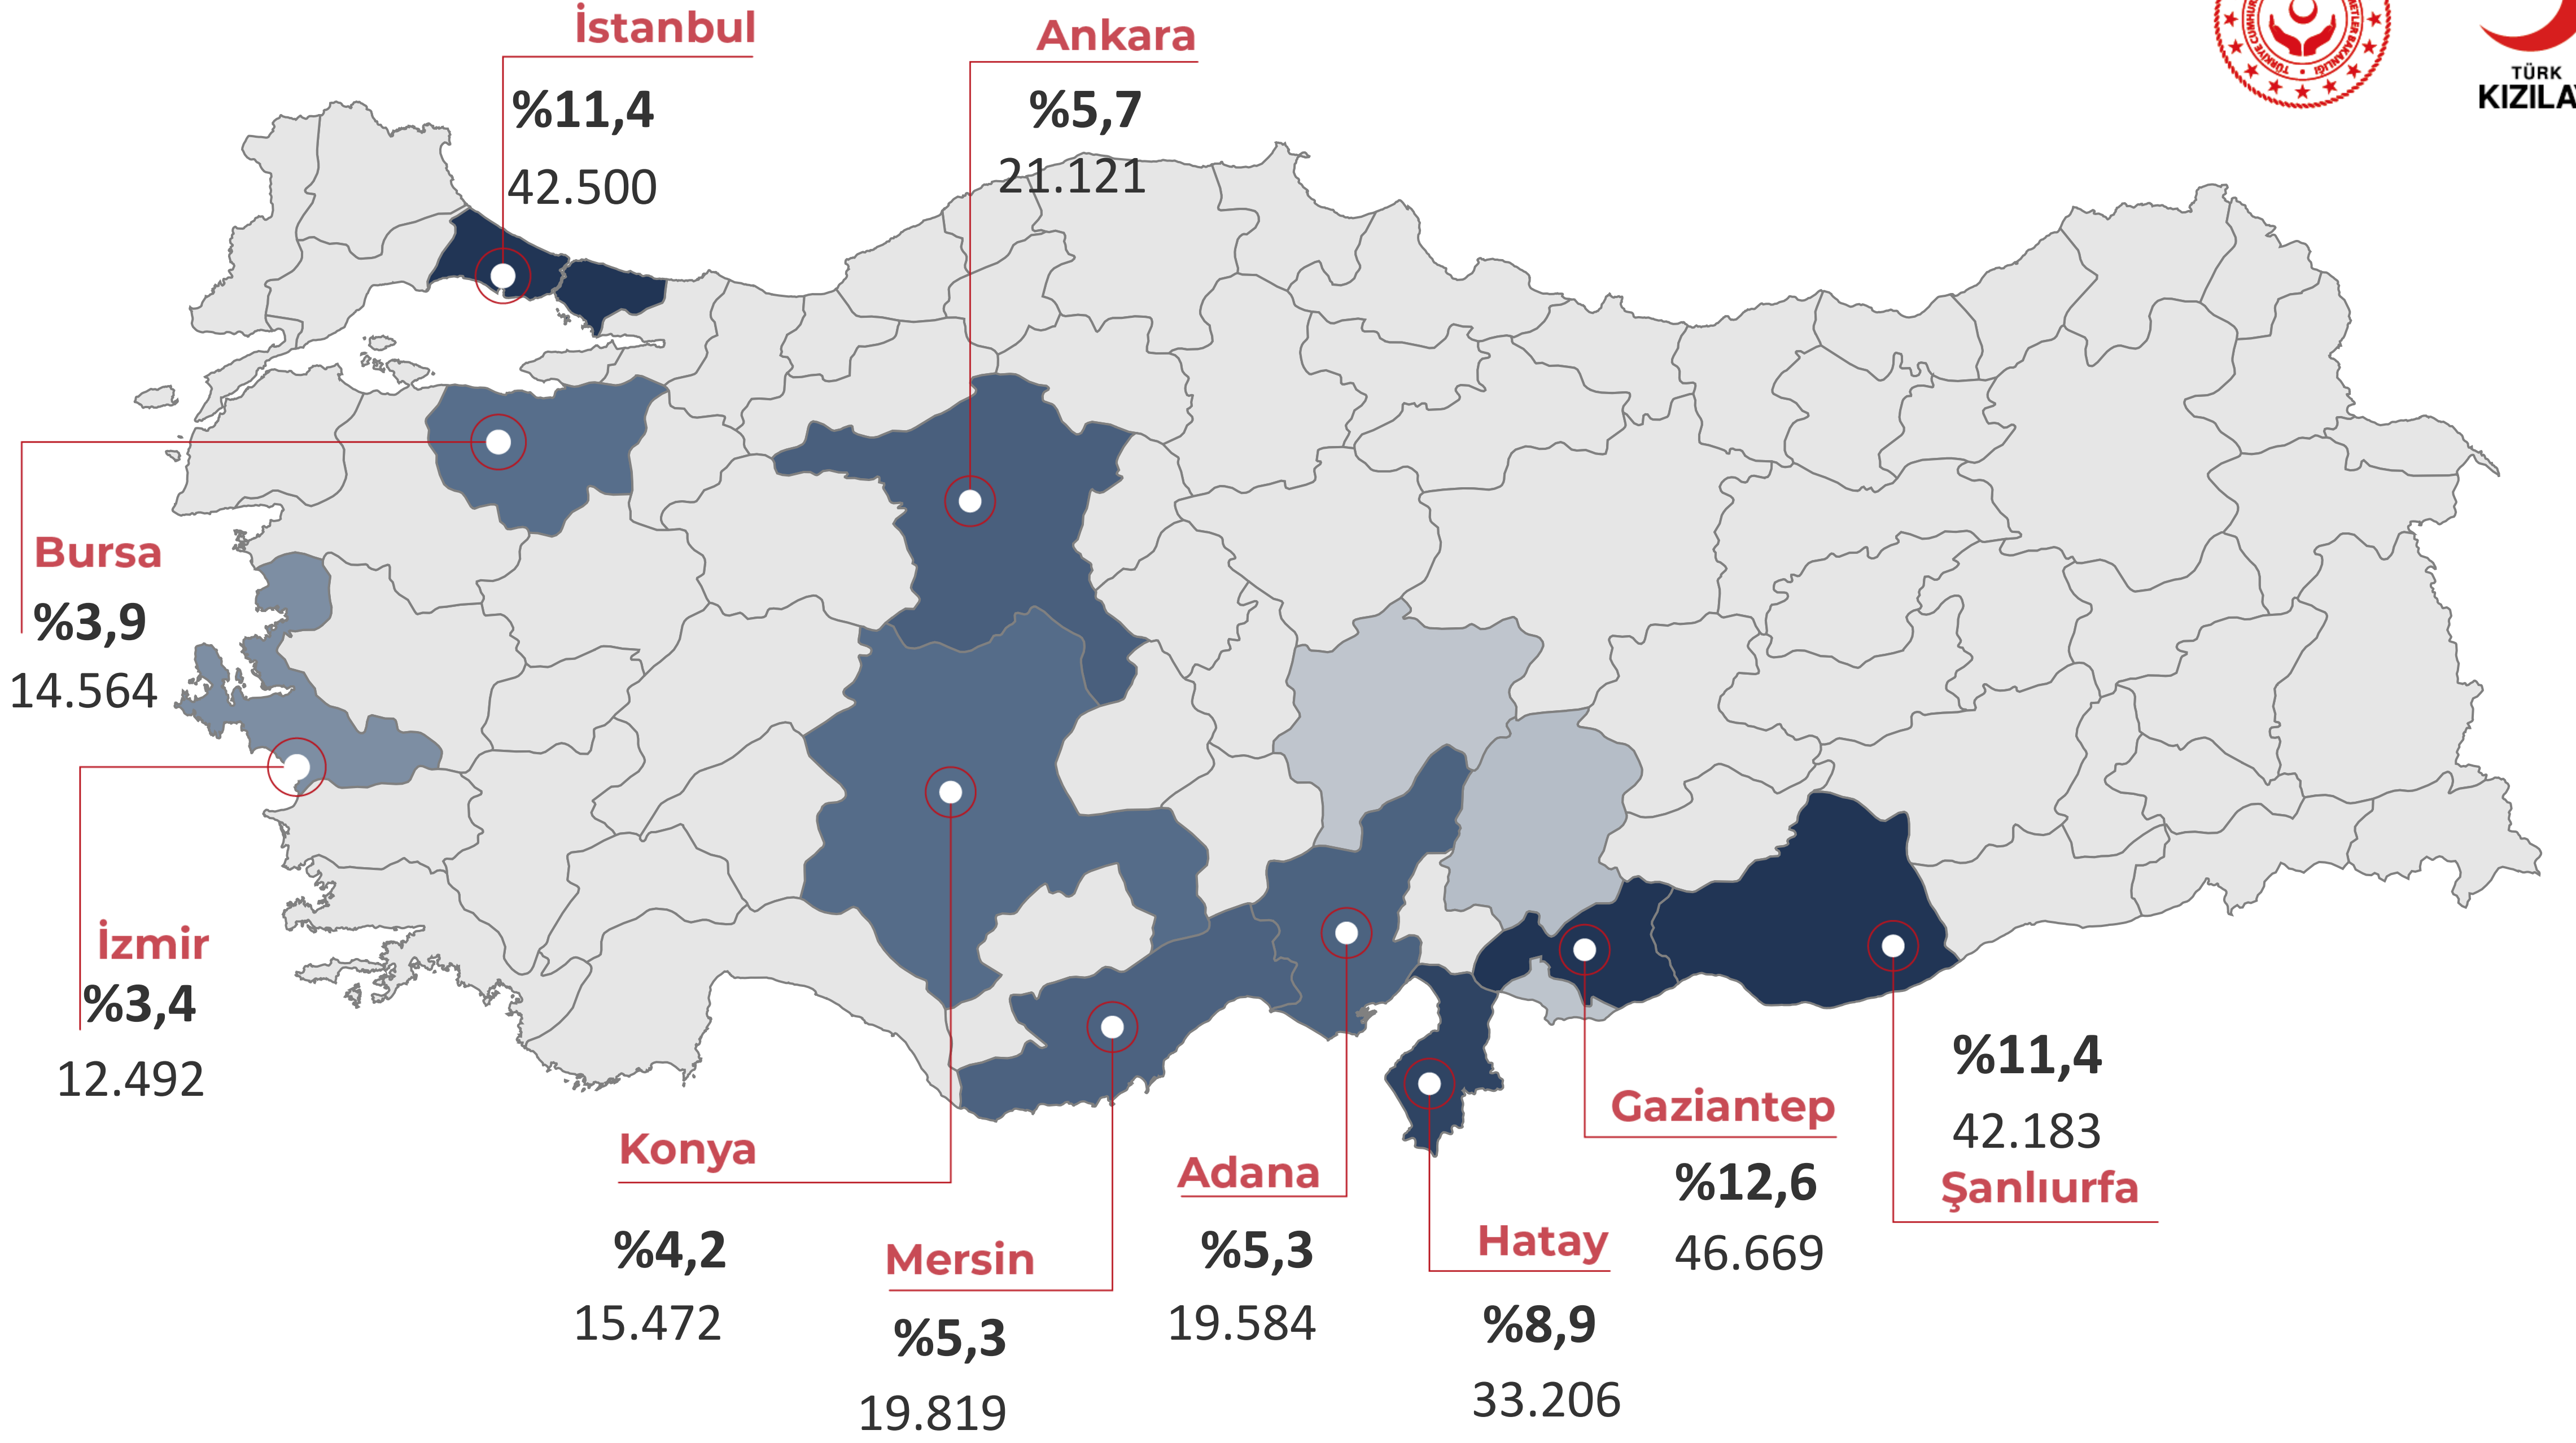 İstanbul
%11,4
42.500
Ankara
%5,7
21.121
TÜRK
Bursa
%3,9
14.564
İzmir
%3,4
12.492
Konya
%4,2
15.472
Mersin
%5,3
19.819
Adana
%5,3
19.584
Hatay
%8,9
33.206
Gaziantep
%12,6
46.669
%11,4
42.183
Şanlıurfa